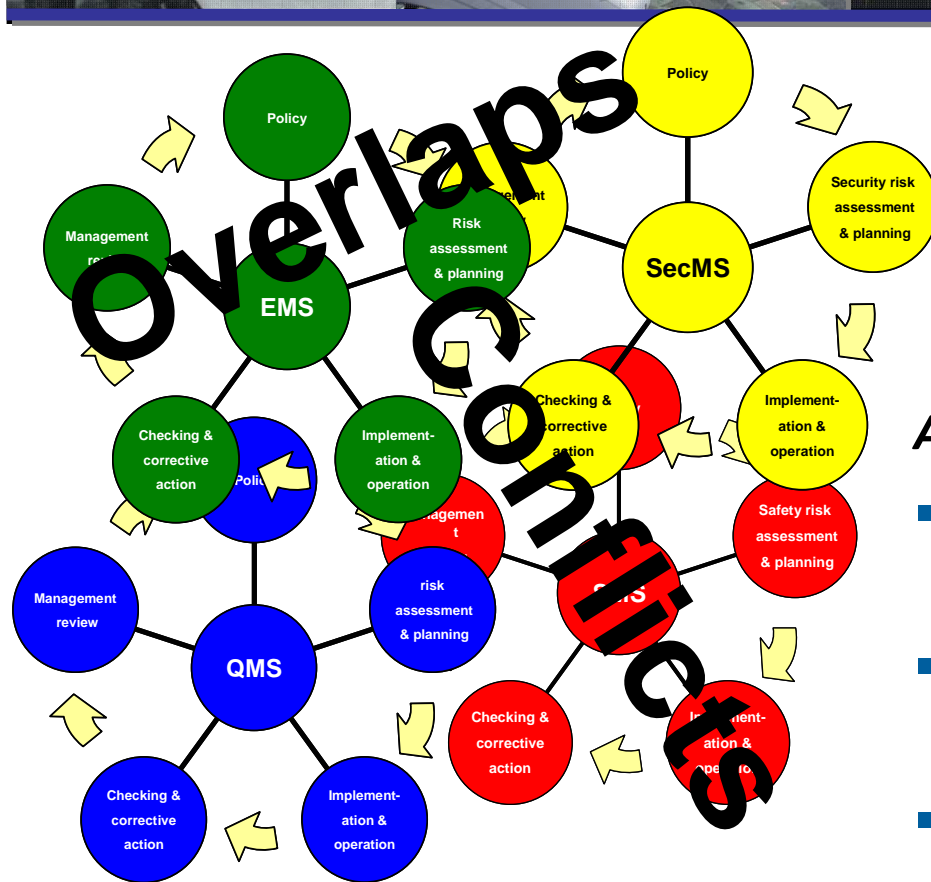 Overlaps
Conflicts
Policy
Management
EMS
Risk
assessment
& planning
Checking &
corrective
action
Implement-
ation &
operation
Policy
SecMS
Security risk
assessment
& planning
Checking &
corrective
action
Implement-
ation &
operation
QMS
Management
review
risk
assessment
& planning
Checking &
corrective
action
Implement-
ation &
operation
Safety risk
assessment
& planning
Checking &
corrective
action
ation &
A